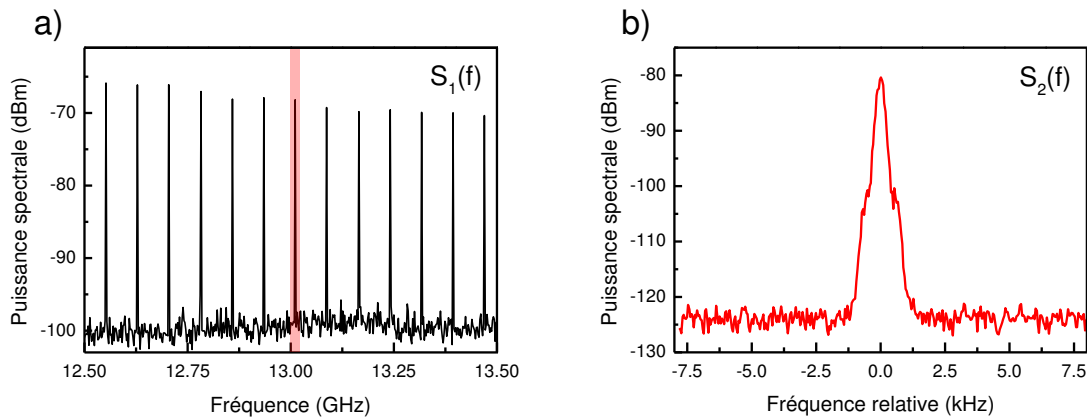 a)
S1(f)
Puissance spectrale (dBm)
-70
-80
-90
-100
12.50
12.75
13.00
13.25
13.50
Fréquence (GHz)
b)
S2(f)
Puissance spectrale (dBm)
-80
-90
-100
-110
-120
-130
-7.5
-5.0
-2.5
0.0
2.5
5.0
7.5
Fréquence relative (kHz)